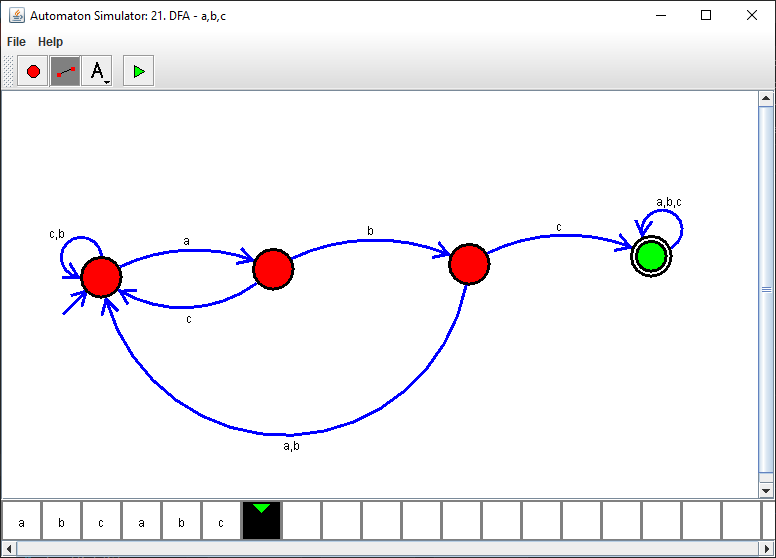 Automaton Simulator: 21. DFA - a,b,c
File Help
A
c,b
a
b
c
a,b,c
c
a,b
a b c a b c